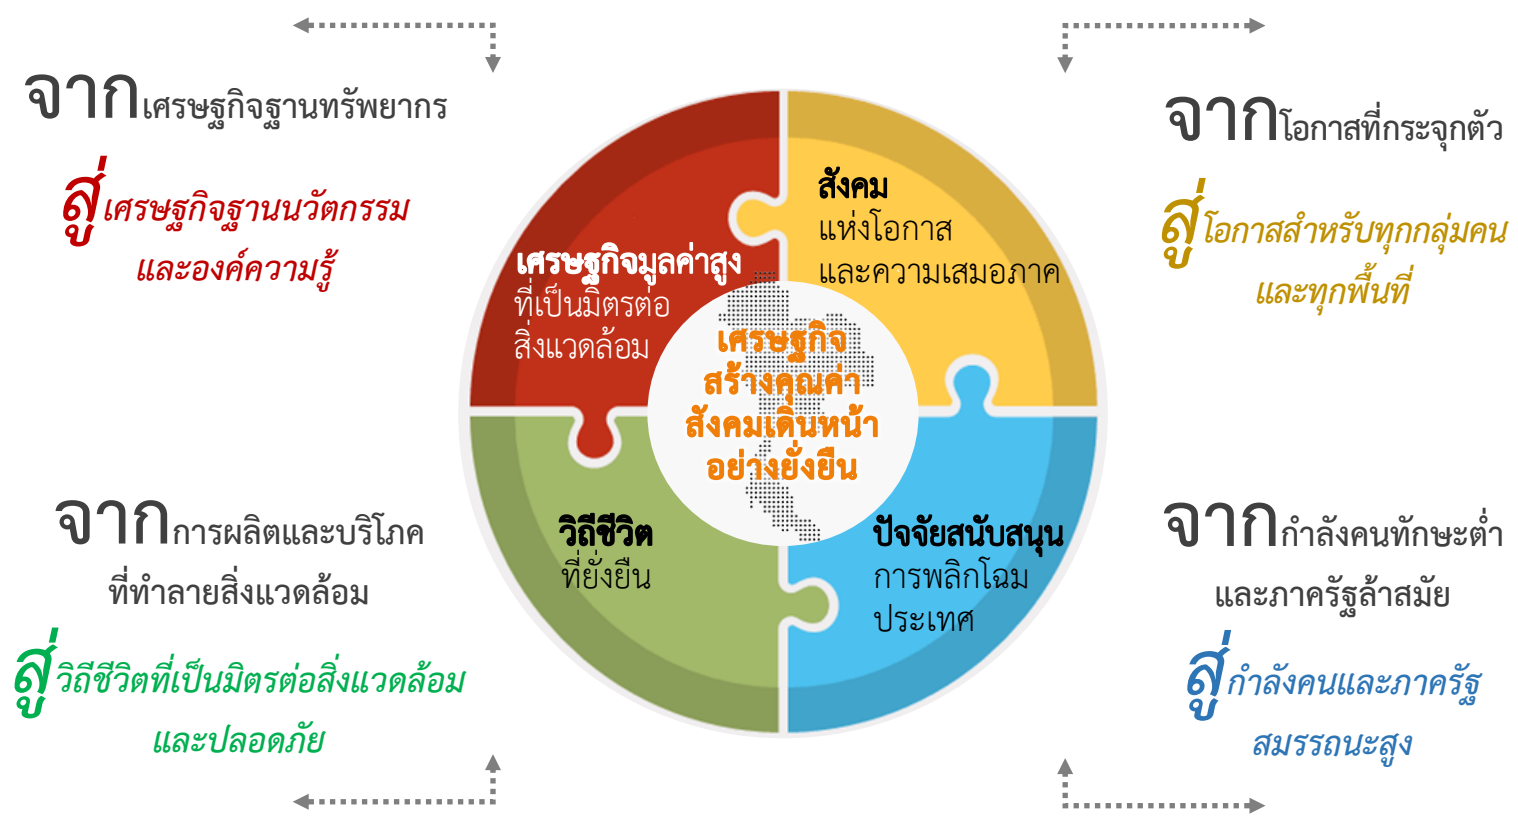 จากเศรษฐกิจฐานทรัพยากร
สู่เศรษฐกิจฐานนวัตกรรม
และองค์ความรู้
จากโอกาสที่กระจุกตัว
สู่โอกาสสำหรับทุกกลุ่มคน
และทุกพื้นที่
เศรษฐกิจมูลค่าสูง
ที่เป็นมิตรต่อ
สิ่งแวดล้อม
สังคม
แห่งโอกาส
และความเสมอภาค
เศรษฐกิจ
สร้างคุณค่า
สังคมเดินหน้า
อย่างยั่งยืน
วิถีชีวิต
ที่ยั่งยืน
ปัจจัยสนับสนุน
การพลิกโฉม
ประเทศ
จากการผลิตและบริโภค
ที่ทำลายสิ่งแวดล้อม
สู่วิถีชีวิตที่เป็นมิตรต่อสิ่งแวดล้อม
และปลอดภัย
จากกำลังคนทักษะต่ำ
และภาครัฐล้าสมัย
สู่กำลังคนและภาครัฐ
สมรรถนะสูง